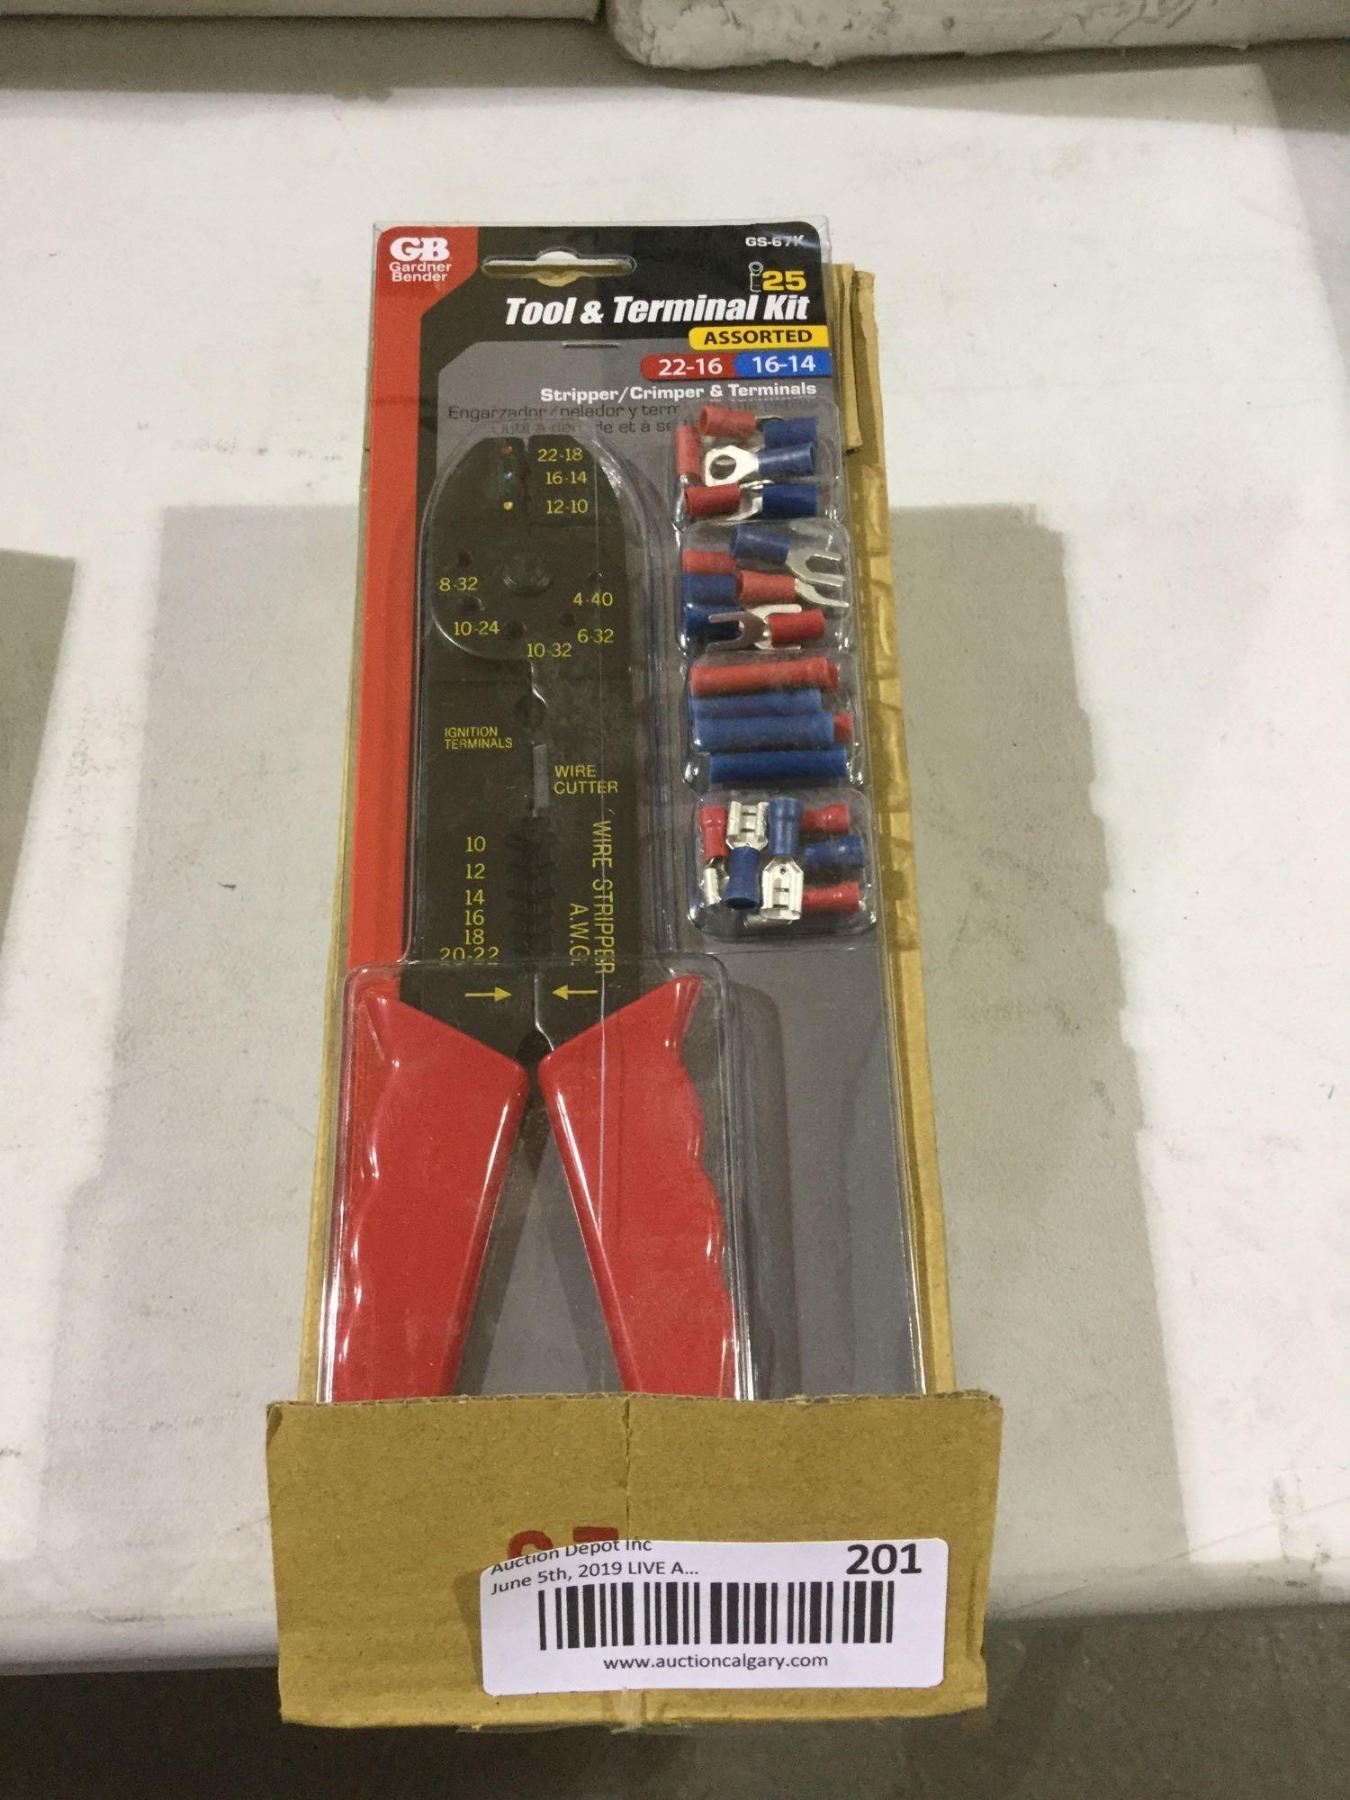 GB
Gardner
Bender
GS-67K
25
Tool & Terminal Kit
ASSORTED
22-16 16-14
Stripper/Crimper & Terminals
Engarzador/pelador y
22-18
16-14
12-10
8-32
4-40
10-24
6-32
10-32
IGNITION
TERMINALS
WIRE
CUTTER
10
12
14
16
18
20-22
WIRE STRIPPER
A.W.G.
Auction Depot Inc
June 5th, 2019 LIVE A...
201
www.auctioncalgary.com